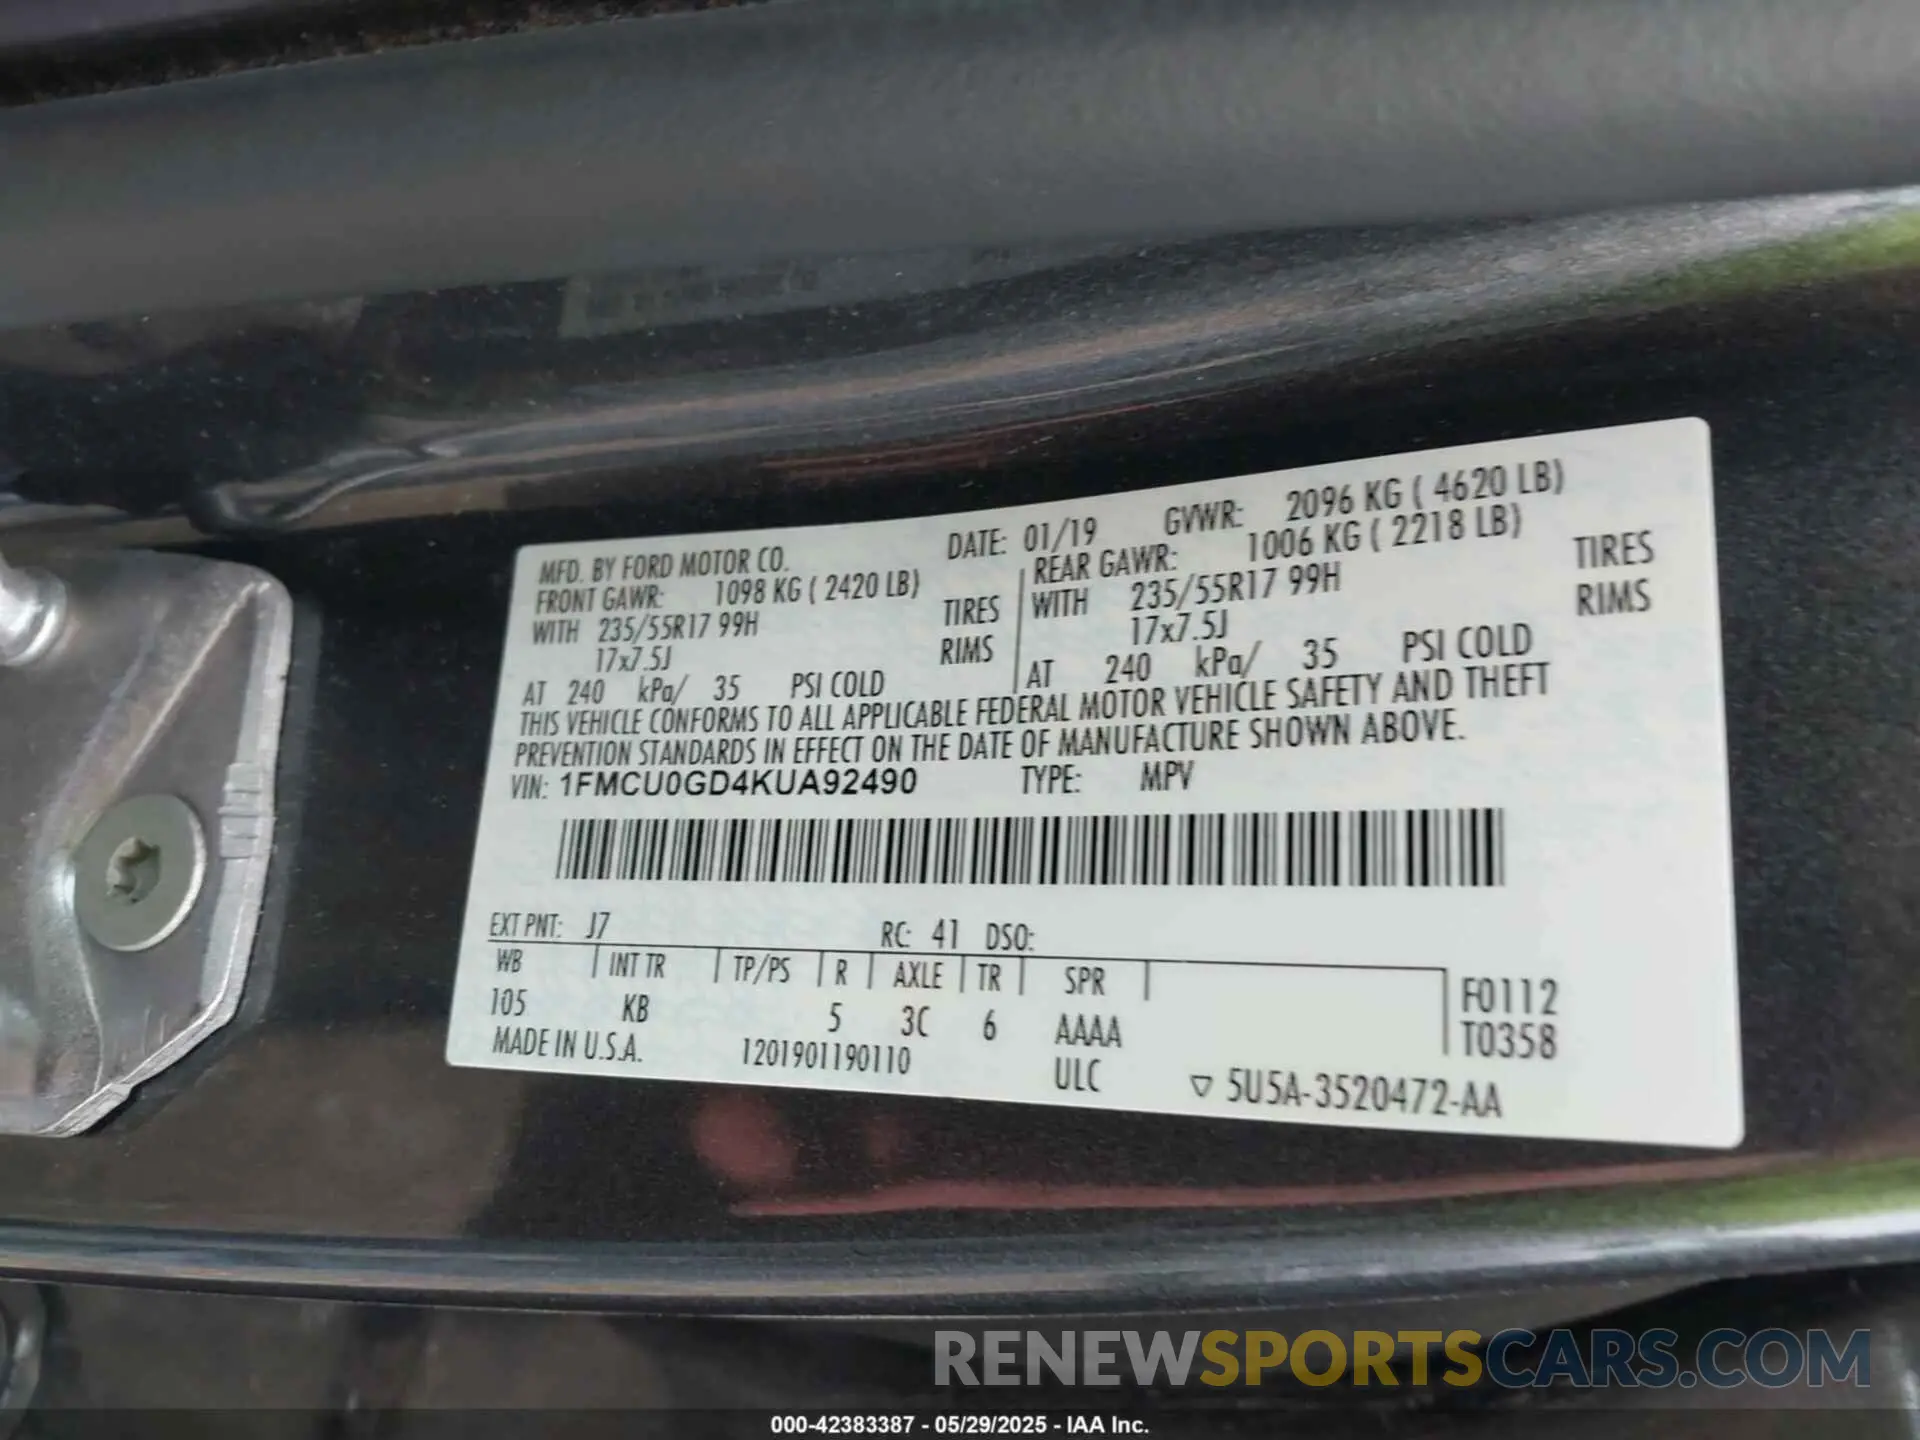 MFD. BY FORD MOTOR CO. DATE: 01/19 GVWR: 2096 KG ( 4620 LB)
FRONT GAWR: 1098 KG ( 2420 LB) REAR GAWR: 1006 KG ( 2218 LB)
WITH 235/55R17 99H TIRES WITH 235/55R17 99H TIRES
17x7.5J RIMS 17x7.5J RIMS
AT 240 kPa/ 35 PSI COLD AT 240 kPa/ 35 PSI COLD
THIS VEHICLE CONFORMS TO ALL APPLICABLE FEDERAL MOTOR VEHICLE SAFETY AND THEFT
PREVENTION STANDARDS IN EFFECT ON THE DATE OF MANUFACTURE SHOWN ABOVE.
VIN: 1FMCU0GD4KUA92490 TYPE: MPV
EXT PNT: J7 RC: 41 DSO:
WB INT TR TP/PS R AXLE TR SPR
105 KB 5 3C 6 AAAA
F0112
T0358
MADE IN U.S.A. 1201901190110 ULC ▽ 5U5A-3520472-AA
RENEWSPORTSCARS.COM
000-42383387 - 05/29/2025 - IAA Inc.